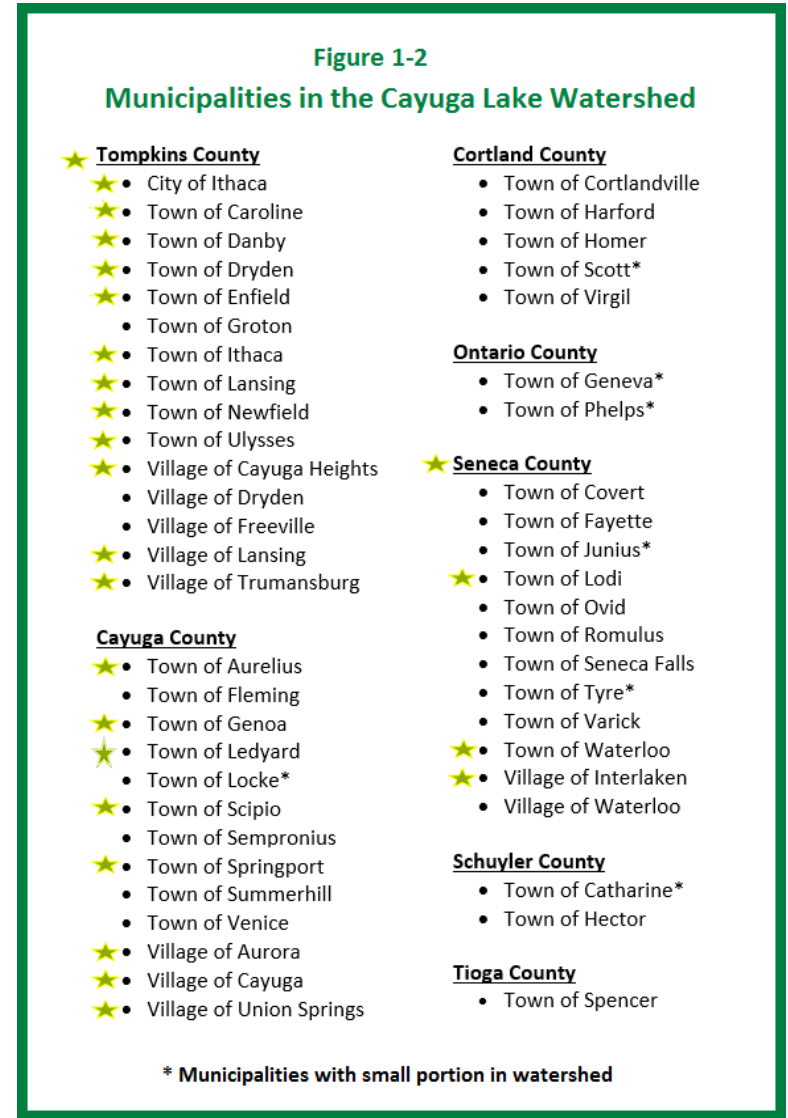 Figure 1-2
Municipalities in the Cayuga Lake Watershed
Tompkins County
• City of Ithaca
• Town of Caroline
• Town of Danby
• Town of Dryden
• Town of Enfield
• Town of Groton
• Town of Ithaca
• Town of Lansing
• Town of Newfield
• Town of Ulysses
• Village of Cayuga Heights
• Village of Dryden
• Village of Freeville
• Village of Lansing
• Village of Trumansburg
Cayuga County
• Town of Aurelius
• Town of Fleming
• Town of Genoa
• Town of Ledyard
• Town of Locke*
• Town of Scipio
• Town of Sempronius
• Town of Springport
• Town of Summerhill
• Town of Venice
• Village of Aurora
• Village of Cayuga
• Village of Union Springs
Cortland County
• Town of Cortlandville
• Town of Harford
• Town of Homer
• Town of Scott*
• Town of Virgil
Ontario County
• Town of Geneva*
• Town of Phelps*
Seneca County
• Town of Covert
• Town of Fayette
• Town of Junius*
• Town of Lodi
• Town of Ovid
• Town of Romulus
• Town of Seneca Falls
• Town of Tyre*
• Town of Varick
• Town of Waterloo
• Village of Interlaken
• Village of Waterloo
Schuyler County
• Town of Catharine*
• Town of Hector
Tioga County
• Town of Spencer
* Municipalities with small portion in watershed